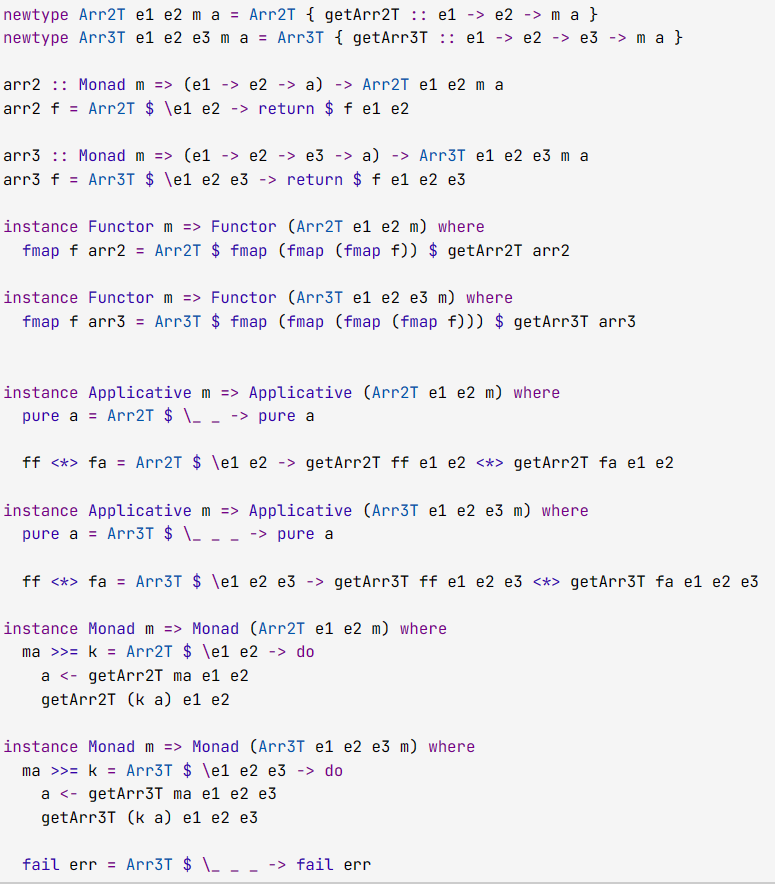 newtype Arr2T e1 e2 m a = Arr2T { getArr2T :: e1 -> e2 -> m a }
newtype Arr3T e1 e2 e3 m a = Arr3T { getArr3T :: e1 -> e2 -> e3 -> m a }
arr2 :: Monad m => (e1 -> e2 -> a) -> Arr2T e1 e2 m a
arr2 f = Arr2T $ \e1 e2 -> return $ f e1 e2
arr3 :: Monad m => (e1 -> e2 -> e3 -> a) -> Arr3T e1 e2 e3 m a
arr3 f = Arr3T $ \e1 e2 e3 -> return $ f e1 e2 e3
instance Functor m => Functor (Arr2T e1 e2 m) where
  fmap f arr2 = Arr2T $ fmap (fmap (fmap f)) $ getArr2T arr2
instance Functor m => Functor (Arr3T e1 e2 e3 m) where
  fmap f arr3 = Arr3T $ fmap (fmap (fmap (fmap f))) $ getArr3T arr3
instance Applicative m => Applicative (Arr2T e1 e2 m) where
  pure a = Arr2T $ \_ _ -> pure a
  ff <*> fa = Arr2T $ \e1 e2 -> getArr2T ff e1 e2 <*> getArr2T fa e1 e2
instance Applicative m => Applicative (Arr3T e1 e2 e3 m) where
  pure a = Arr3T $ \_ _ _ -> pure a
  ff <*> fa = Arr3T $ \e1 e2 e3 -> getArr3T ff e1 e2 e3 <*> getArr3T fa e1 e2 e3
instance Monad m => Monad (Arr2T e1 e2 m) where
  ma >>= k = Arr2T $ \e1 e2 -> do
    a <- getArr2T ma e1 e2
    getArr2T (k a) e1 e2
instance Monad m => Monad (Arr3T e1 e2 e3 m) where
  ma >>= k = Arr3T $ \e1 e2 e3 -> do
    a <- getArr3T ma e1 e2 e3
    getArr3T (k a) e1 e2 e3
  fail err = Arr3T $ \_ _ _ -> fail err